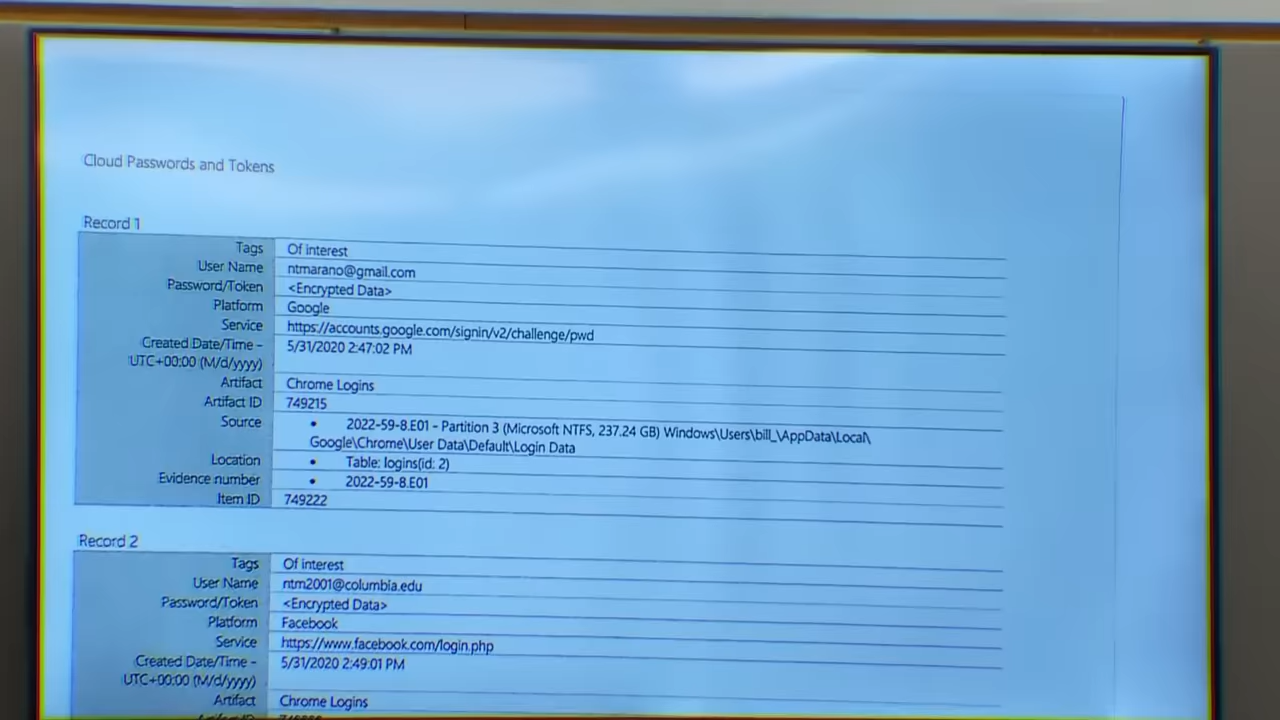 Cloud Passwords and Tokens
Record 1
Tags Of interest
User Name ntmarano@gmail.com
Password/Token <Encrypted Data>
Platform Google
Service https://accounts.google.com/signin/v2/challenge/pwd
Created Date/Time - 5/31/2020 2:47:02 PM
UTC+00:00 (M/d/yyyy)
Artifact Chrome Logins
Artifact ID 749215
Source • 2022-59-8.E01 - Partition 3 (Microsoft NTFS, 237.24 GB) Windows\Users\bill_\AppData\Local\
Google\Chrome\User Data\Default\Login Data
Location • Table: logins(id: 2)
Evidence number • 2022-59-8.E01
Item ID 749222
Record 2
Tags Of interest
User Name ntm2001@columbia.edu
Password/Token <Encrypted Data>
Platform Facebook
Service https://www.facebook.com/login.php
Created Date/Time - 5/31/2020 2:49:01 PM
UTC+00:00 (M/d/yyyy)
Artifact Chrome Logins